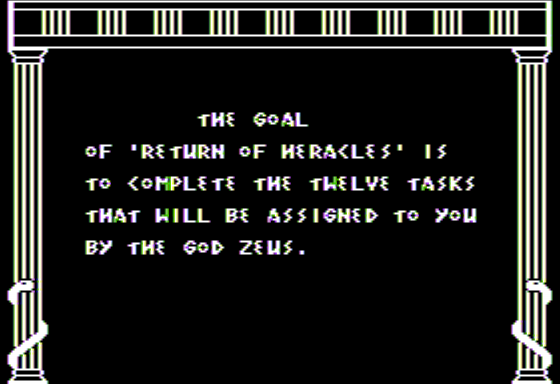 THE GOAL
OF 'RETURN OF HERACLES' IS
TO COMPLETE THE TWELVE TASKS
THAT WILL BE ASSIGNED TO YOU
BY THE GOD ZEUS.